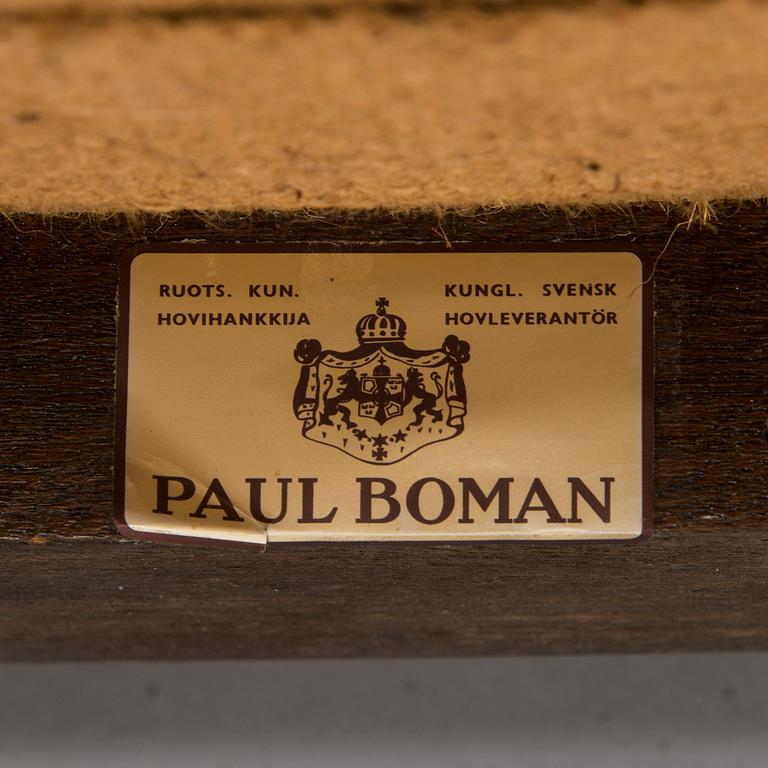 RUOTS. KUN.
HOVIHANKKIJA
KUNGL. SVENSK
HOVLEVERANTÖR
PAUL BOMAN